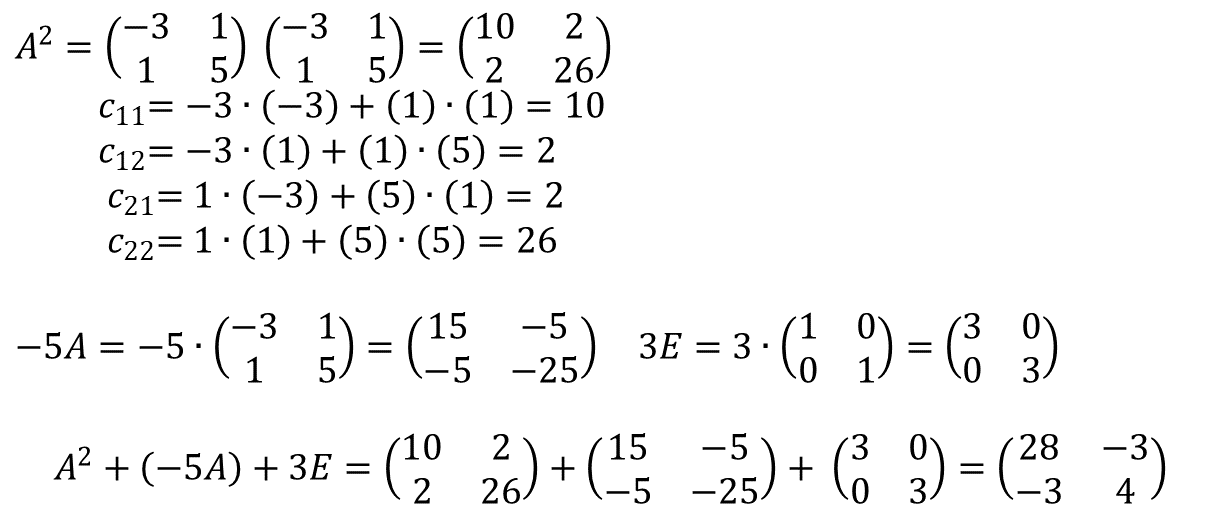 A² = (−3 1; 1 5) (−3 1; 1 5) = (10 2; 2 26)
c₁₁= −3 · (−3) + (1) · (1) = 10
c₁₂= −3 · (1) + (1) · (5) = 2
c₂₁= 1 · (−3) + (5) · (1) = 2
c₂₂= 1 · (1) + (5) · (5) = 26
−5A = −5 · (−3 1; 1 5) = (15 −5; −5 −25) 3E = 3 · (1 0; 0 1) = (3 0; 0 3)
A² + (−5A) + 3E = (10 2; 2 26) + (15 −5; −5 −25) + (3 0; 0 3) = (28 −3; −3 4)